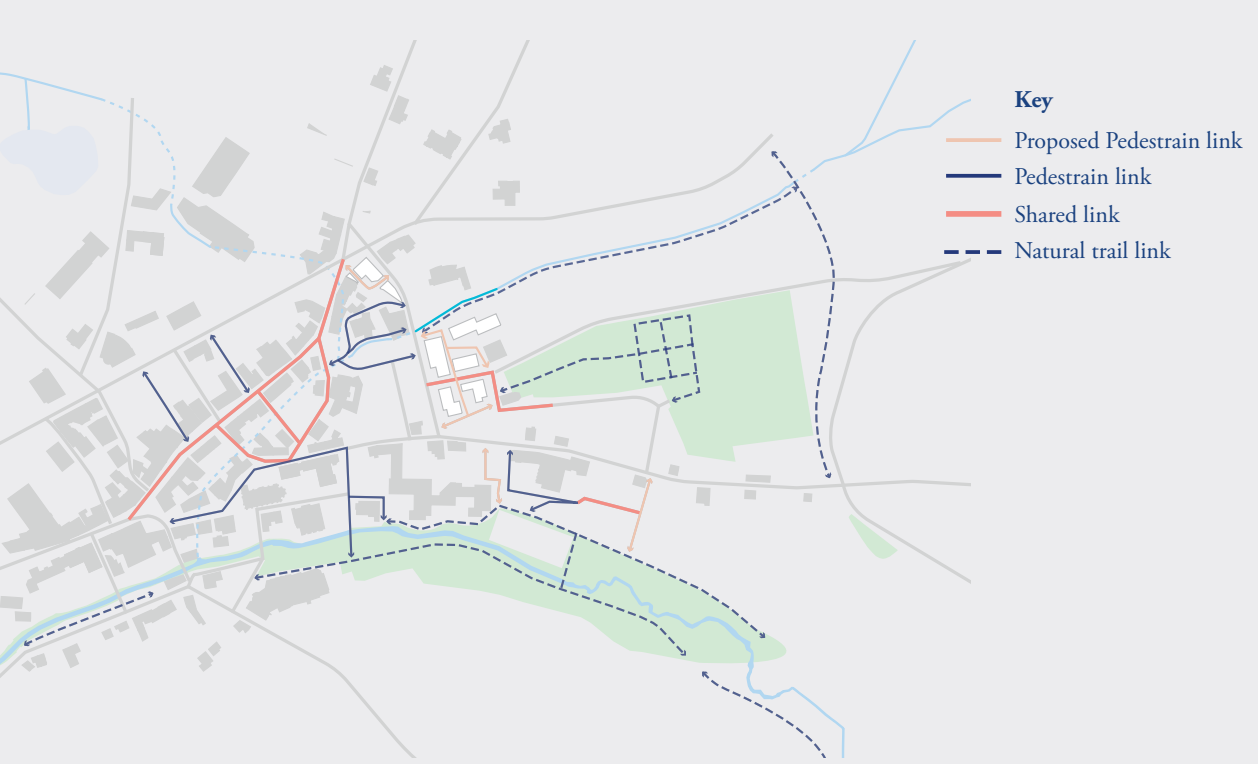 Key
Proposed Pedestrain link
Pedestrain link
Shared link
Natural trail link